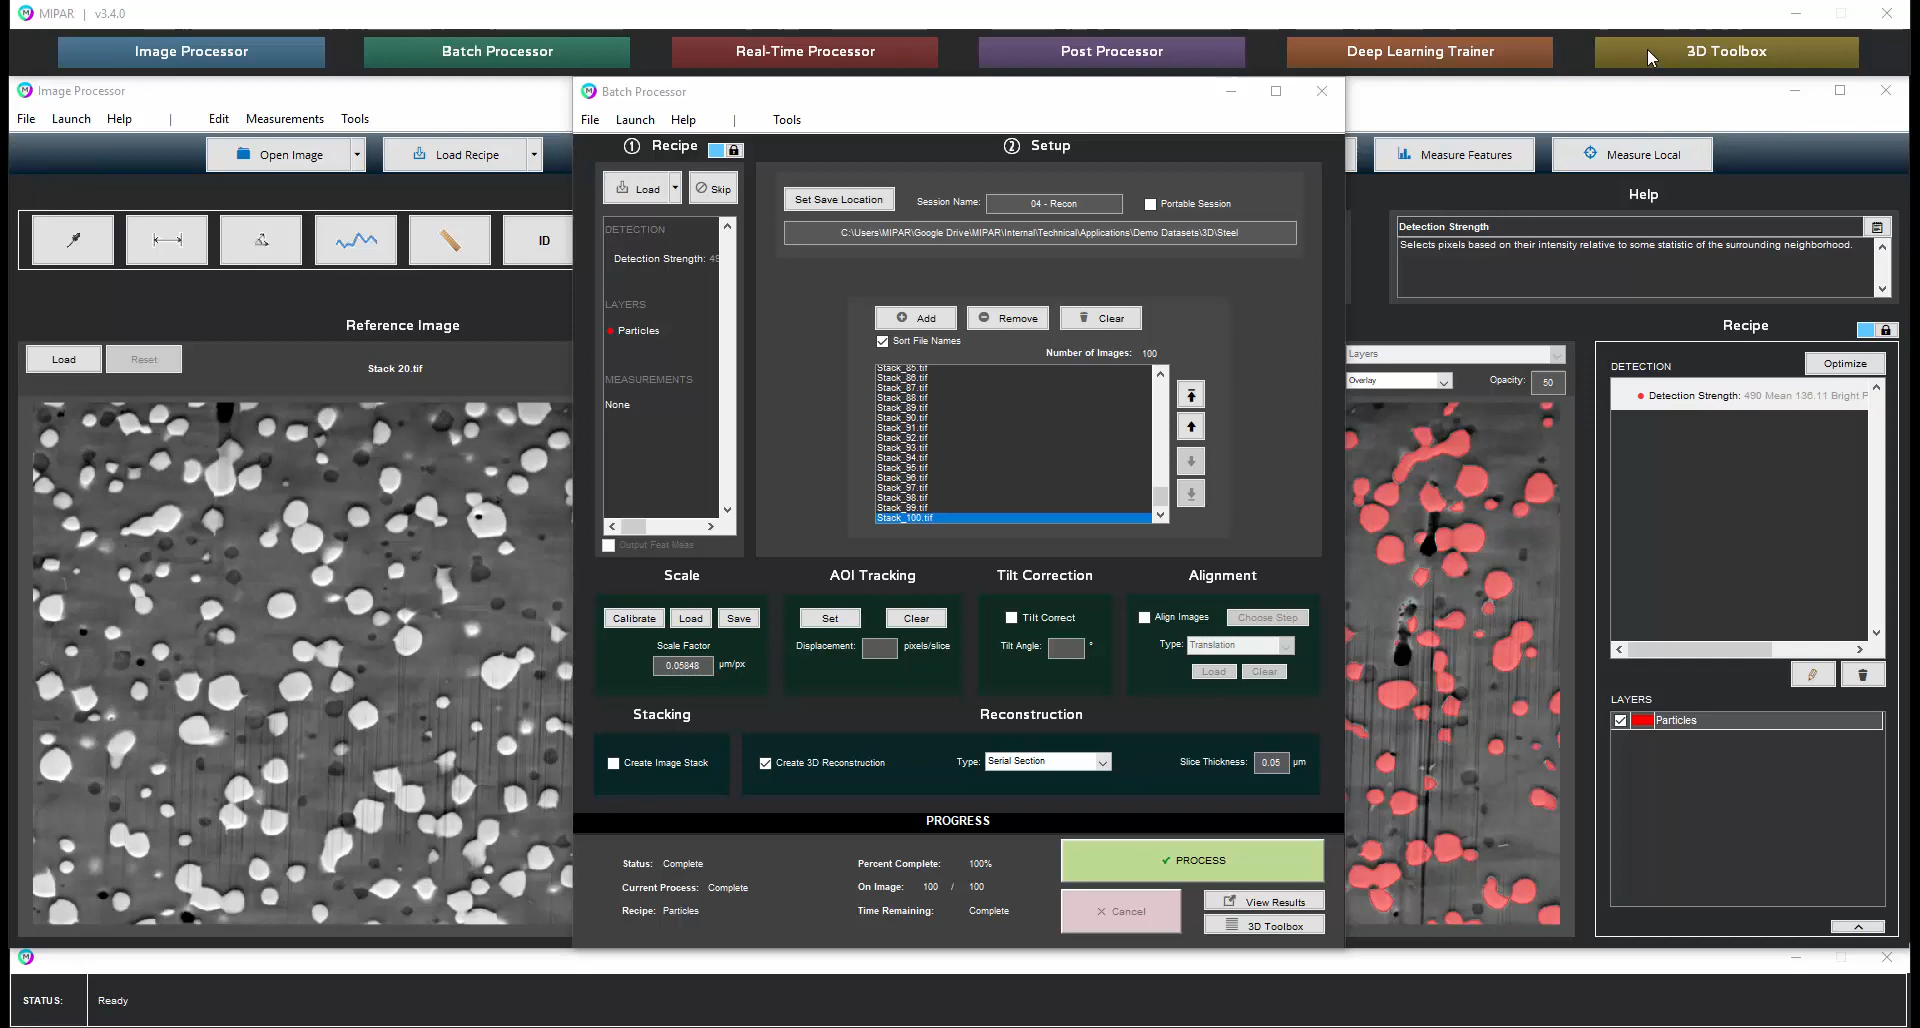 MIPAR | v3.4.0
Image Processor
Batch Processor
Real-Time Processor
Post Processor
Deep Learning Trainer
3D Toolbox
Image Processor
File Launch Help | Edit Measurements Tools
Open Image
Load Recipe
ID
Reference Image
Load
Reset
Stack 20.tif
Batch Processor
File Launch Help | Tools
1 Recipe
Load
Skip
DETECTION
Detection Strength: 49
LAYERS
Particles
MEASUREMENTS
None
Output Feat Meas
2 Setup
Set Save Location
Session Name: 04 - Recon
Portable Session
C:\Users\MIPAR\Google Drive\MIPAR\Internal\Technical\Applications\Demo Datasets\3D\Steel
Add
Remove
Clear
Sort File Names
Number of Images: 100
Stack_85.tif
Stack_86.tif
Stack_87.tif
Stack_88.tif
Stack_89.tif
Stack_90.tif
Stack_91.tif
Stack_92.tif
Stack_93.tif
Stack_94.tif
Stack_95.tif
Stack_96.tif
Stack_97.tif
Stack_98.tif
Stack_99.tif
Stack_100.tif
Scale
Calibrate
Load
Save
Scale Factor
0.05848 µm/px
AOI Tracking
Set
Clear
Displacement: pixels/slice
Tilt Correction
Tilt Correct
Tilt Angle: °
Alignment
Align Images
Choose Step
Type: Translation
Load
Clear
Stacking
Create Image Stack
Reconstruction
Create 3D Reconstruction
Type: Serial Section
Slice Thickness: 0.05 µm
PROGRESS
Status: Complete
Current Process: Complete
Recipe: Particles
Percent Complete: 100%
On Image: 100 / 100
Time Remaining: Complete
PROCESS
Cancel
View Results
3D Toolbox
Measure Features
Measure Local
Help
Detection Strength
Selects pixels based on their intensity relative to some statistic of the surrounding neighborhood.
Layers
Overlay
Opacity: 50
Recipe
DETECTION
Optimize
Detection Strength: 490 Mean 136.11 Bright P
LAYERS
Particles
STATUS: Ready